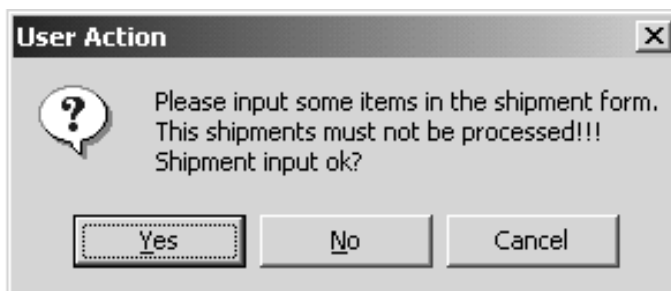 User Action
Please input some items in the shipment form.
This shipments must not be processed!!!
Shipment input ok?
Yes No Cancel